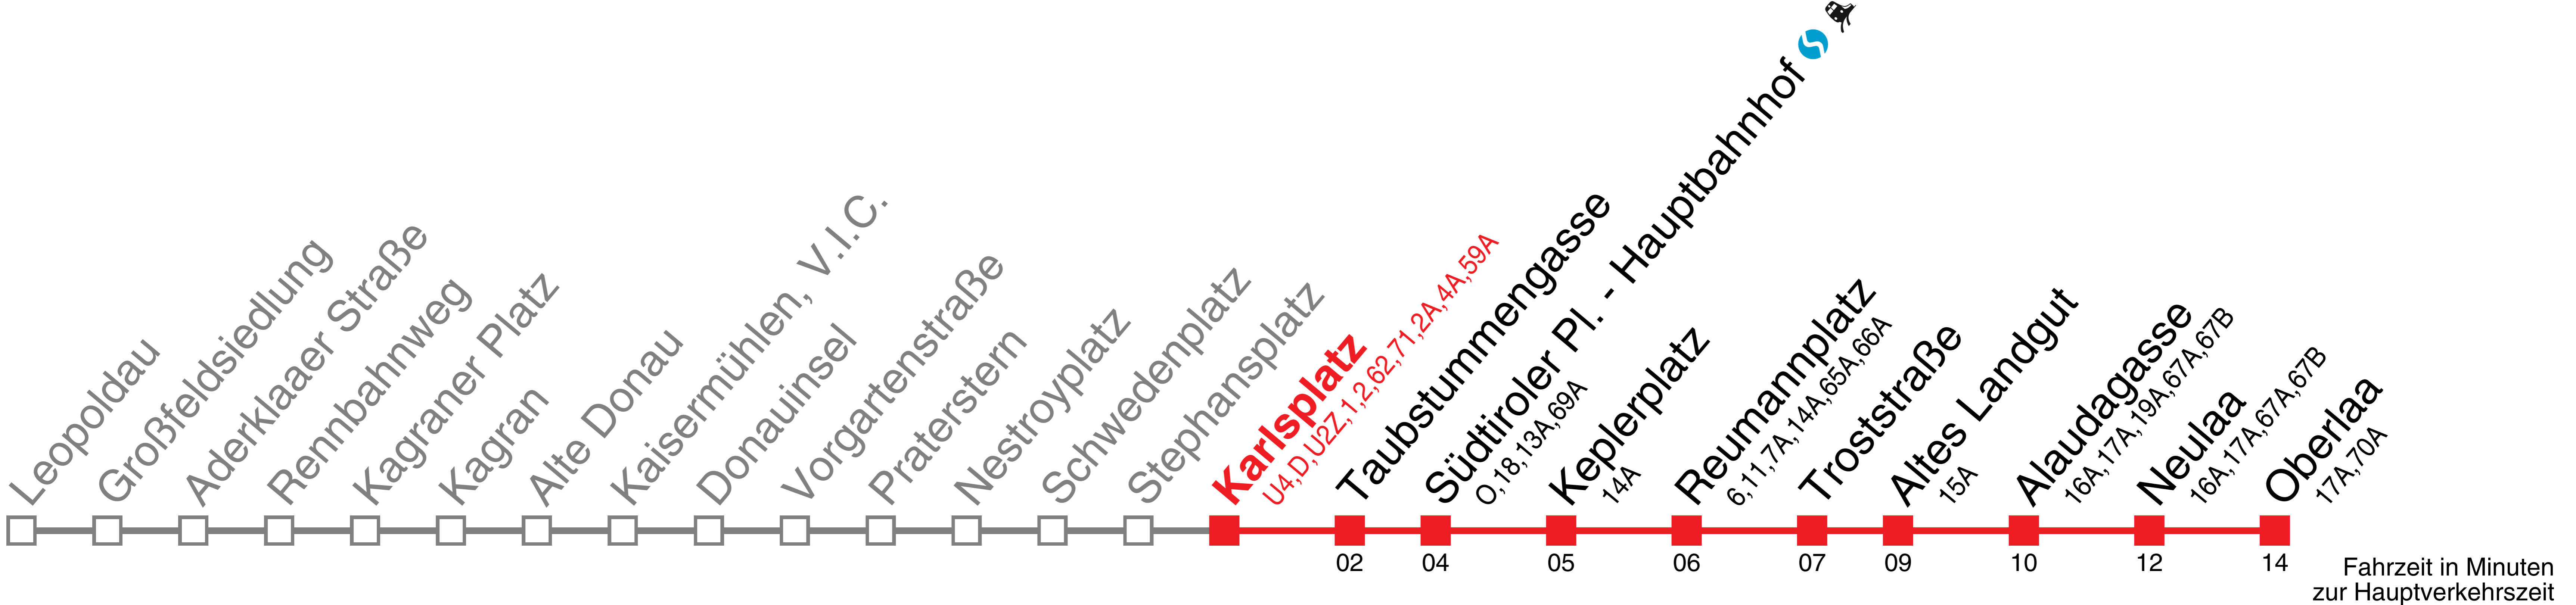 Leopoldau
Großfeldsiedlung
Aderklaaer Straße
Rennbahnweg
Kagraner Platz
Kagran
Alte Donau
Kaisermühlen, V.I.C.
Donauinsel
Vorgartenstraße
Praterstern
Nestroyplatz
Schwedenplatz
Stephansplatz
Karlsplatz
U4,D,U2Z,1,2,62,71,2A,4A,59A
Taubstummengasse
Südtiroler Pl. - Hauptbahnhof
O,18,13A,69A
Keplerplatz
14A
Reumannplatz
6,11,7A,14A,65A,66A
Troststraße
Altes Landgut
15A
Alaudagasse
16A,17A,19A,67A,67B
Neulaa
16A,17A,67A,67B
Oberlaa
17A,70A
02 04 05 06 07 09 10 12 14
Fahrzeit in Minuten
zur Hauptverkehrszeit